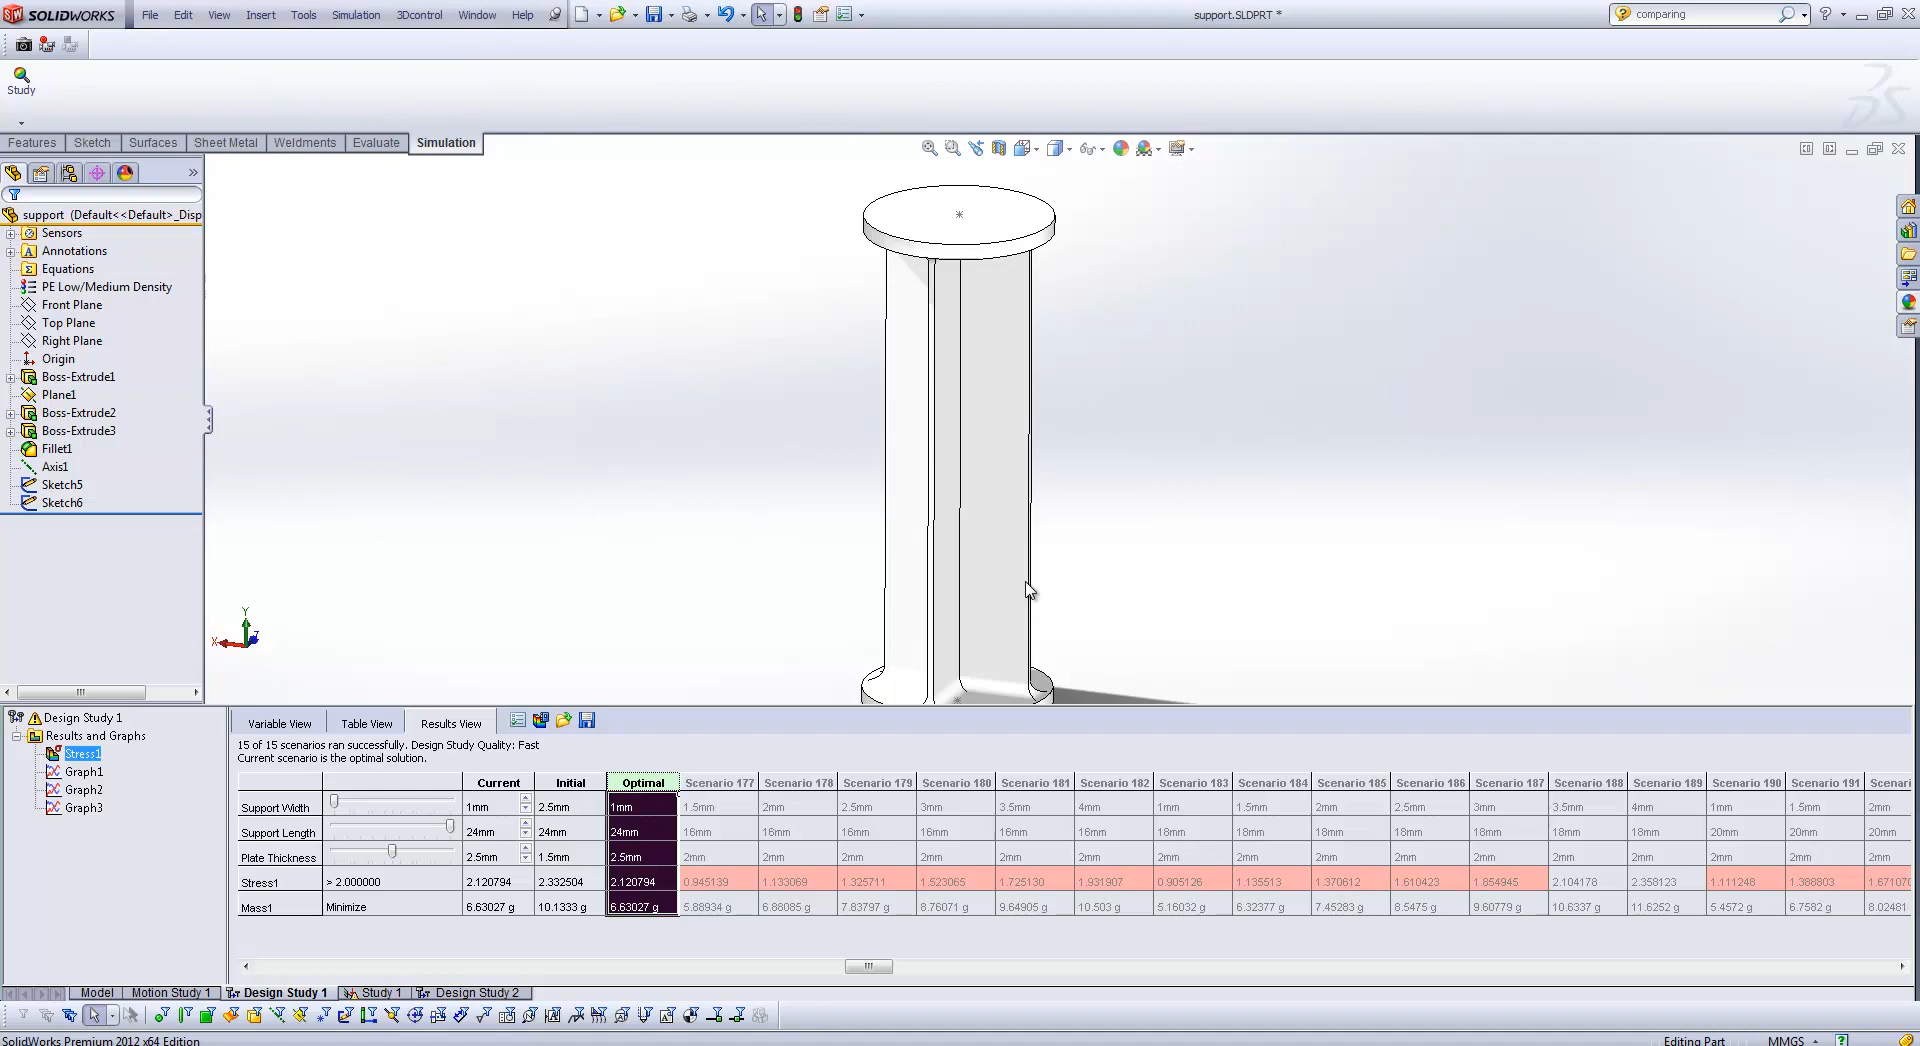 SOLIDWORKS File Edit View Insert Tools Simulation 3Dcontrol Window Help support.SLDPRT * comparing
Study
Features Sketch Surfaces Sheet Metal Weldments Evaluate Simulation
support (Default<<Default>_Disp
Sensors
Annotations
Equations
PE Low/Medium Density
Front Plane
Top Plane
Right Plane
Origin
Boss-Extrude1
Plane1
Boss-Extrude2
Boss-Extrude3
Fillet1
Axis1
Sketch5
Sketch6
Y
X Z
Design Study 1
Results and Graphs
Stress1
Graph1
Graph2
Graph3
Variable View Table View Results View
15 of 15 scenarios ran successfully. Design Study Quality: Fast
Current scenario is the optimal solution.
Current Initial Optimal Scenario 177 Scenario 178 Scenario 179 Scenario 180 Scenario 181 Scenario 182 Scenario 183 Scenario 184 Scenario 185 Scenario 186 Scenario 187 Scenario 188 Scenario 189 Scenario 190 Scenario 191 Scenari
Support Width 1mm 2.5mm 1mm 1.5mm 2mm 2.5mm 3mm 3.5mm 4mm 1mm 1.5mm 2mm 2.5mm 3mm 3.5mm 4mm 1mm 1.5mm 2mm
Support Length 24mm 24mm 24mm 16mm 16mm 16mm 16mm 16mm 16mm 18mm 18mm 18mm 18mm 18mm 18mm 18mm 20mm 20mm 20mm
Plate Thickness 2.5mm 1.5mm 2.5mm 2mm 2mm 2mm 2mm 2mm 2mm 2mm 2mm 2mm 2mm 2mm 2mm 2mm 2mm 2mm 2mm
Stress1 > 2.000000 2.120794 2.332504 2.120794 0.945139 1.133069 1.325711 1.523065 1.725130 1.931907 0.905126 1.135513 1.370612 1.610423 1.854945 2.104178 2.358123 1.111248 1.388803 1.671070
Mass1 Minimize 6.63027 g 10.1333 g 6.63027 g 5.88934 g 6.88085 g 7.83797 g 8.76071 g 9.64905 g 10.503 g 5.16032 g 6.32377 g 7.45283 g 8.5475 g 9.60779 g 10.6337 g 11.6252 g 5.4572 g 6.7582 g 8.02481
Model Motion Study 1 Design Study 1 Study 1 Design Study 2
SolidWorks Premium 2012 x64 Edition Editing Part MMGS